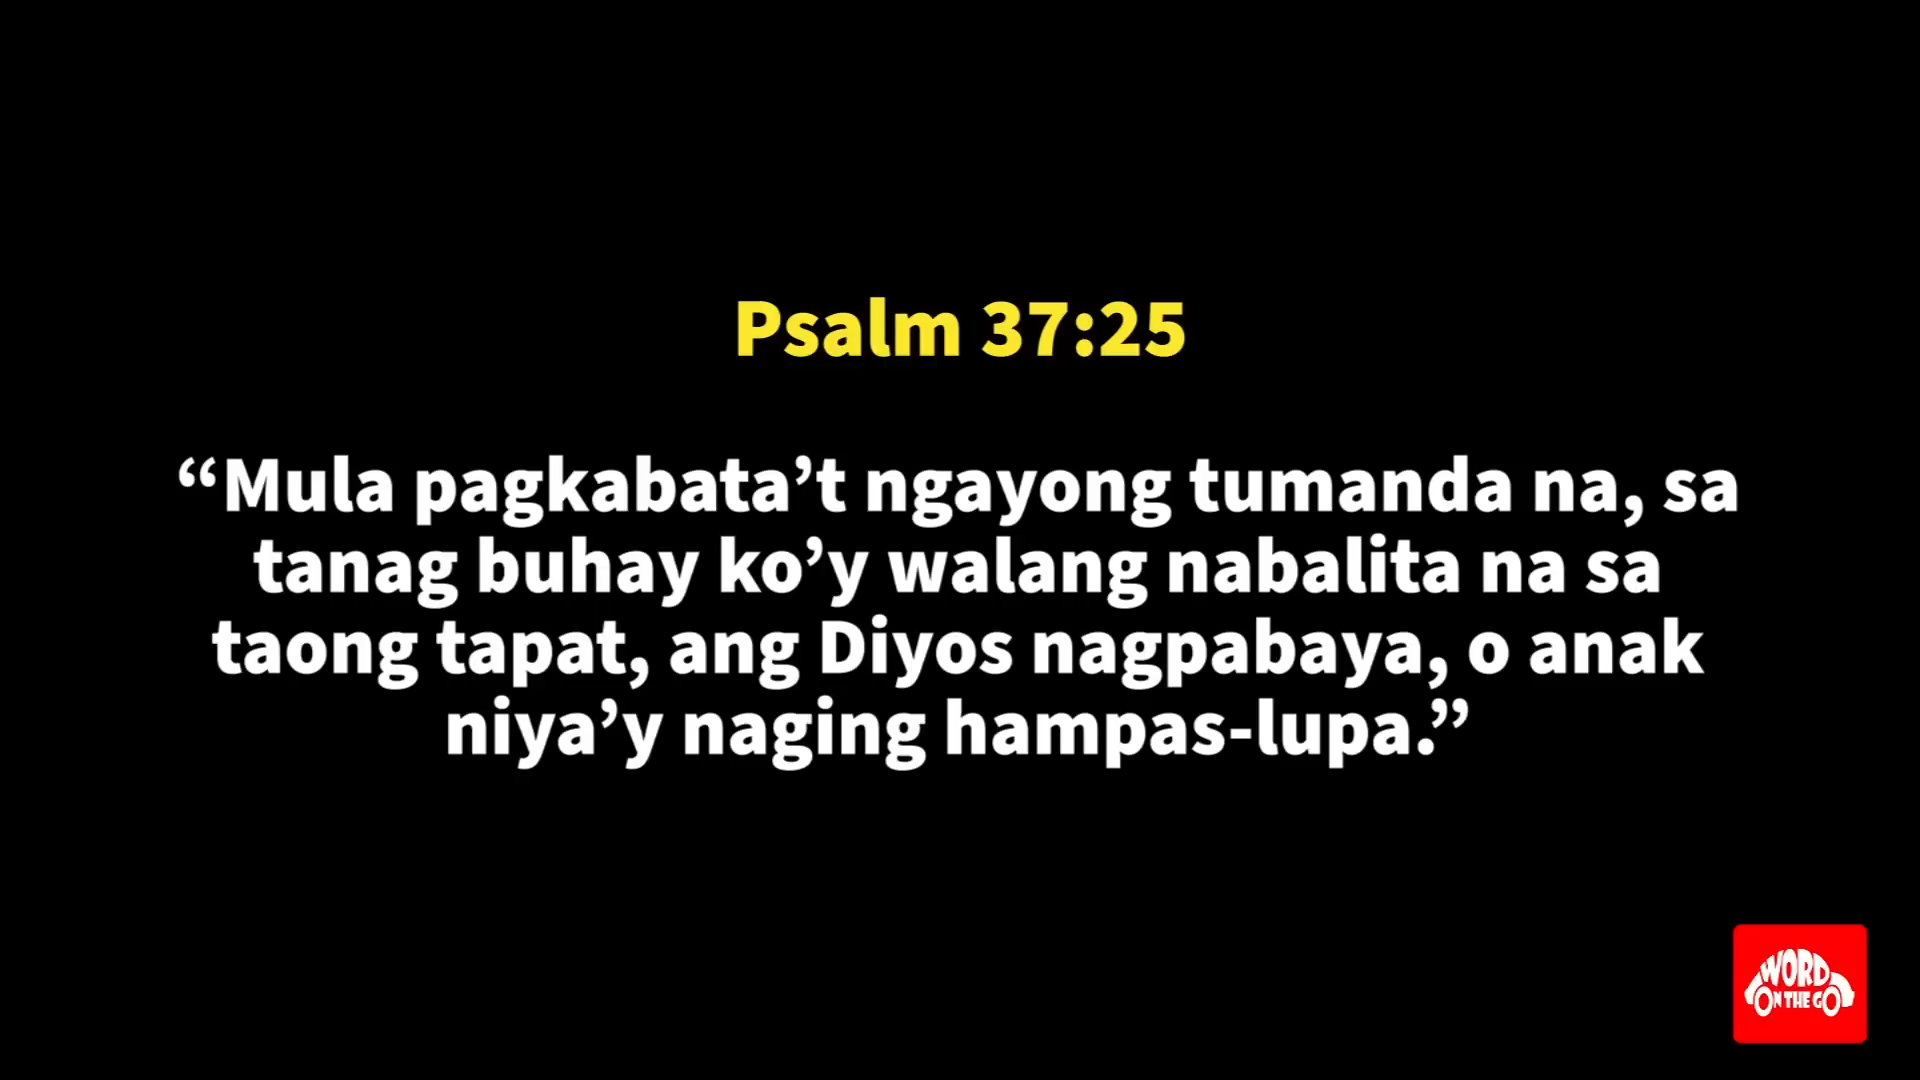 Psalm 37:25
“Mula pagkabata’t ngayong tumanda na, sa
tanag buhay ko’y walang nabalita na sa
taong tapat, ang Diyos nagpabaya, o anak
niya’y naging hampas-lupa.”
WORD
ON THE GO